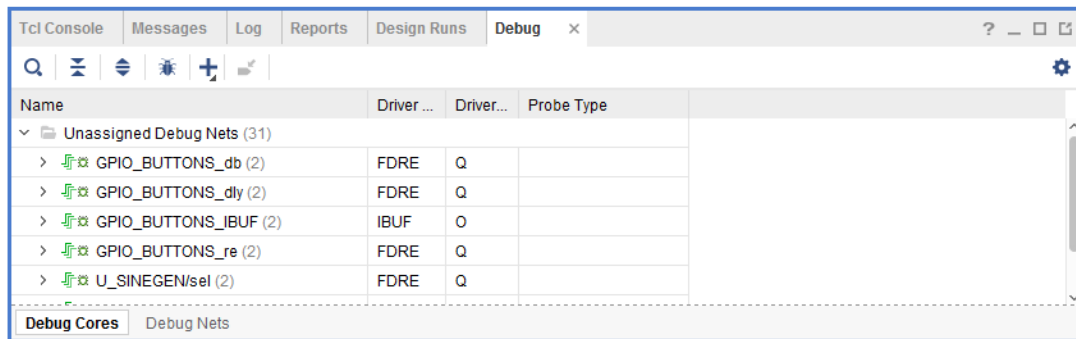 Tcl Console Messages Log Reports Design Runs Debug × ?
Name Driver ... Driver... Probe Type
Unassigned Debug Nets (31)
GPIO_BUTTONS_db (2) FDRE Q
GPIO_BUTTONS_dly (2) FDRE Q
GPIO_BUTTONS_IBUF (2) IBUF O
GPIO_BUTTONS_re (2) FDRE Q
U_SINEGEN/sel (2) FDRE Q
Debug Cores Debug Nets